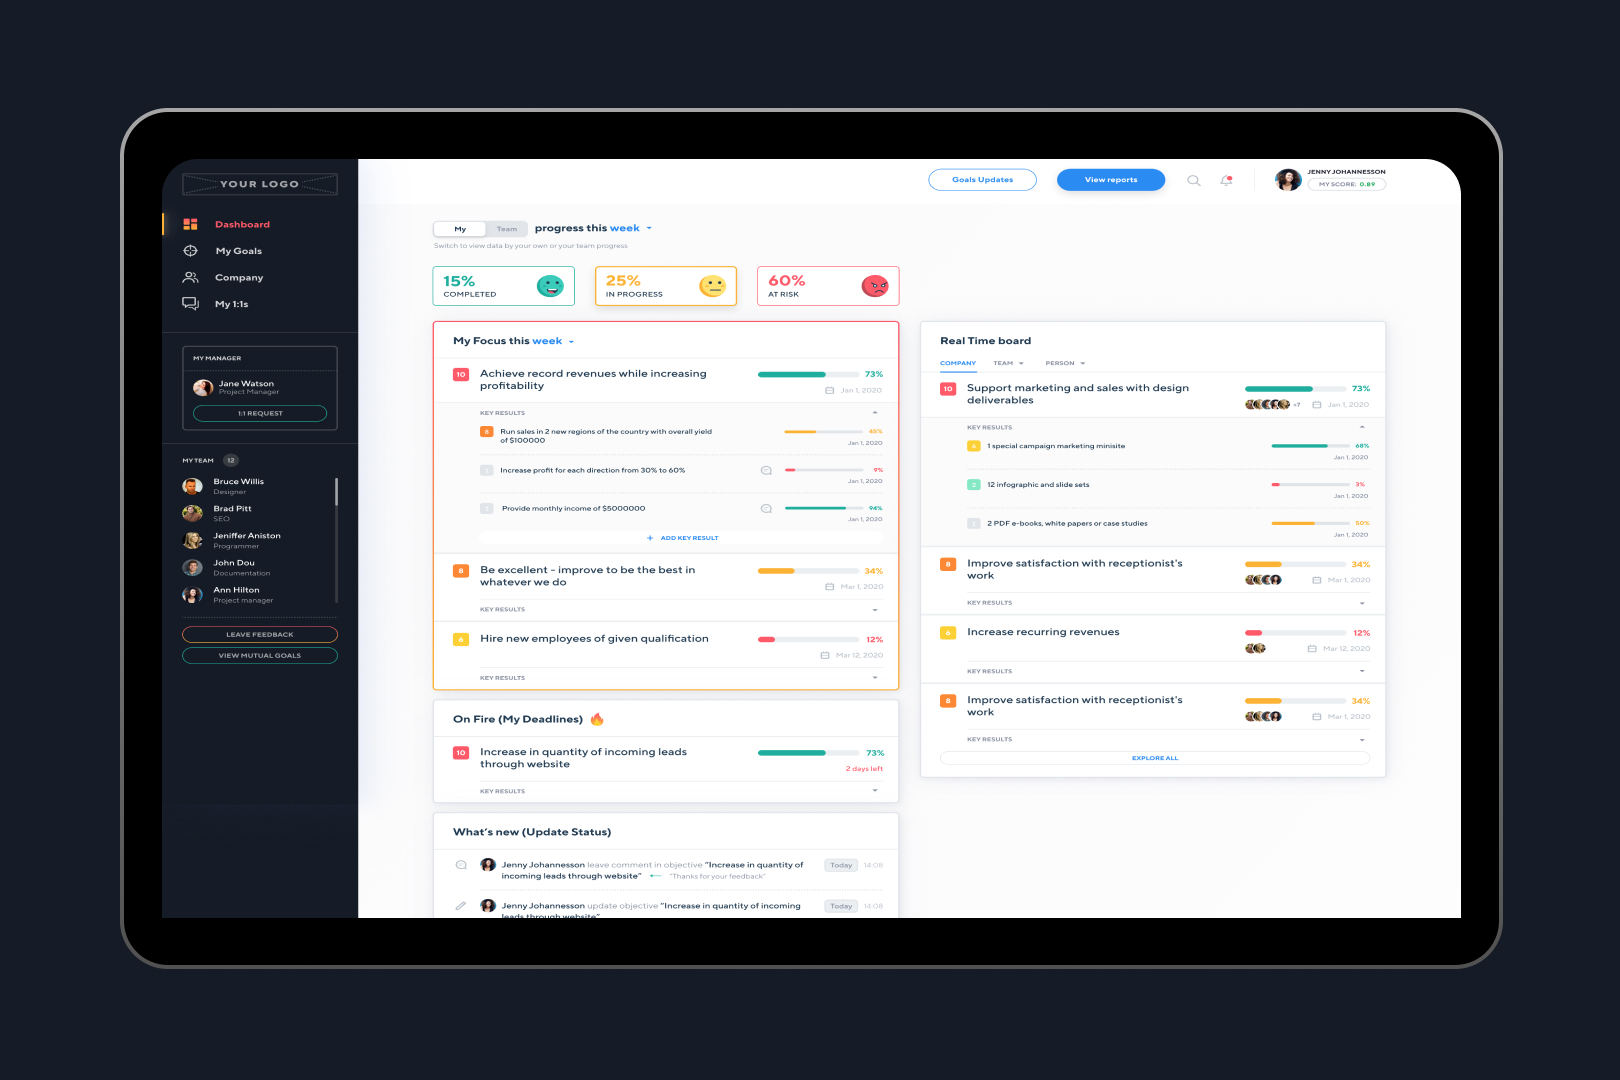 YOUR LOGO
Dashboard
My Goals
Company
My 1:1s
MY MANAGER
Jane Watson
Project Manager
1:1 REQUEST
MY TEAM 12
Bruce Willis
Designer
Brad Pitt
SEO
Jeniffer Aniston
Programmer
John Dou
Documentation
Ann Hilton
Project manager
LEAVE FEEDBACK
VIEW MUTUAL GOALS
Goals Updates
View reports
JENNY JOHANNESSON
MY SCORE: 0.89
My Team progress this week
Switch to view data by your own or your team progress
15%
COMPLETED
25%
IN PROGRESS
60%
AT RISK
My Focus this week
10 Achieve record revenues while increasing 73%
profitability Jan 1, 2020
KEY RESULTS
8 Run sales in 2 new regions of the country with overall yield 45%
of $100000 Jan 1, 2020
Increase profit for each direction from 30% to 60% 9%
Jan 1, 2020
Provide monthly income of $5000000 94%
Jan 1, 2020
+ ADD KEY RESULT
8 Be excellent - improve to be the best in 34%
whatever we do Mar 1, 2020
KEY RESULTS
6 Hire new employees of given qualification 12%
Mar 12, 2020
KEY RESULTS
On Fire (My Deadlines)
10 Increase in quantity of incoming leads 73%
through website 2 days left
KEY RESULTS
What's new (Update Status)
Jenny Johannesson leave comment in objective "Increase in quantity of Today 14:08
incoming leads through website" "Thanks for your feedback"
Jenny Johannesson update objective "Increase in quantity of incoming Today 14:08
leads through website"
Real Time board
COMPANY TEAM PERSON
10 Support marketing and sales with design 73%
deliverables +7 Jan 1, 2020
KEY RESULTS
1 special campaign marketing minisite 68%
Jan 1, 2020
12 infographic and slide sets 3%
Jan 1, 2020
2 PDF e-books, white papers or case studies 50%
Jan 1, 2020
8 Improve satisfaction with receptionist's 34%
work Mar 1, 2020
KEY RESULTS
6 Increase recurring revenues 12%
Mar 12, 2020
KEY RESULTS
8 Improve satisfaction with receptionist's 34%
work Mar 1, 2020
KEY RESULTS
EXPLORE ALL